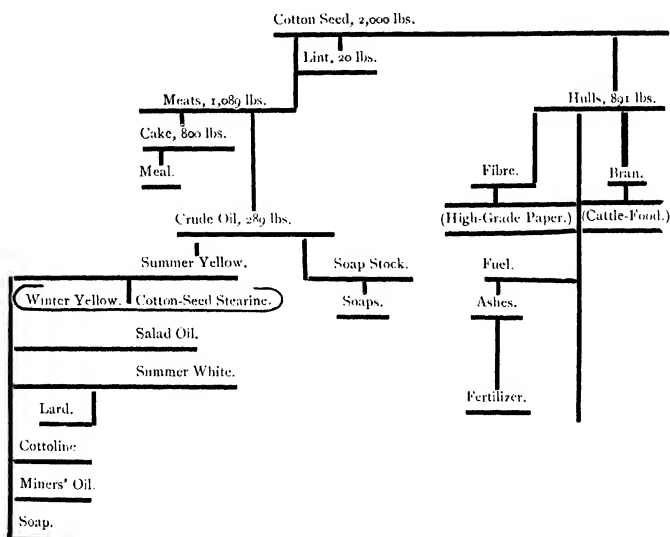 Cotton Seed, 2,000 lbs.
Lint, 20 lbs.
Meats, 1,089 lbs.
Hulls, 891 lbs.
Cake, 800 lbs.
Meal.
Fibre.
Bran.
(High-Grade Paper.)
(Cattle-Food.)
Crude Oil, 289 lbs.
Summer Yellow.
Soap Stock.
Fuel.
Winter Yellow.
Cotton-Seed Stearine.
Soaps.
Ashes.
Salad Oil.
Summer White.
Lard.
Fertilizer.
Cottoline
Miners' Oil.
Soap.